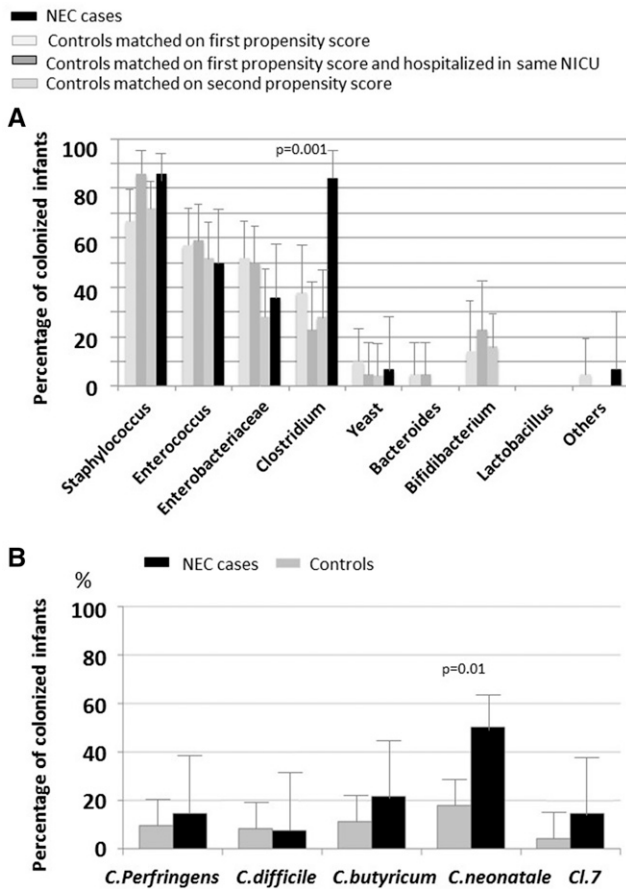 NEC cases
Controls matched on first propensity score
Controls matched on first propensity score and hospitalized in same NICU
Controls matched on second propensity score
A
Percentage of colonized infants
100
80
60
40
20
0
p=0.001
Staphylococcus
Enterococcus
Enterobacteriaceae
Clostridium
Yeast
Bacteroides
Bifidibacterium
Lactobacillus
Others
B
NEC cases
Controls
%
Percentage of colonized infants
100
80
60
40
20
0
p=0.01
C.Perfringens C.difficile C.butyricum C.neonatale Cl.7